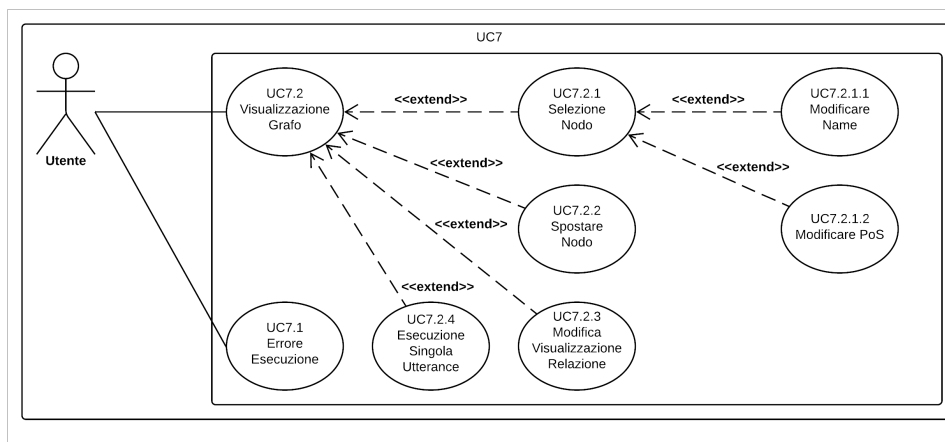 UC7
Utente
UC7.2
Visualizzazione
Grafo
<<extend>>
UC7.2.1
Selezione
Nodo
<<extend>>
UC7.2.1.1
Modificare
Name
<<extend>>
<<extend>>
UC7.2.2
Spostare
Nodo
UC7.2.1.2
Modificare PoS
<<extend>>
<<extend>>
UC7.1
Errore
Esecuzione
UC7.2.4
Esecuzione
Singola
Utterance
UC7.2.3
Modifica
Visualizzazione
Relazione